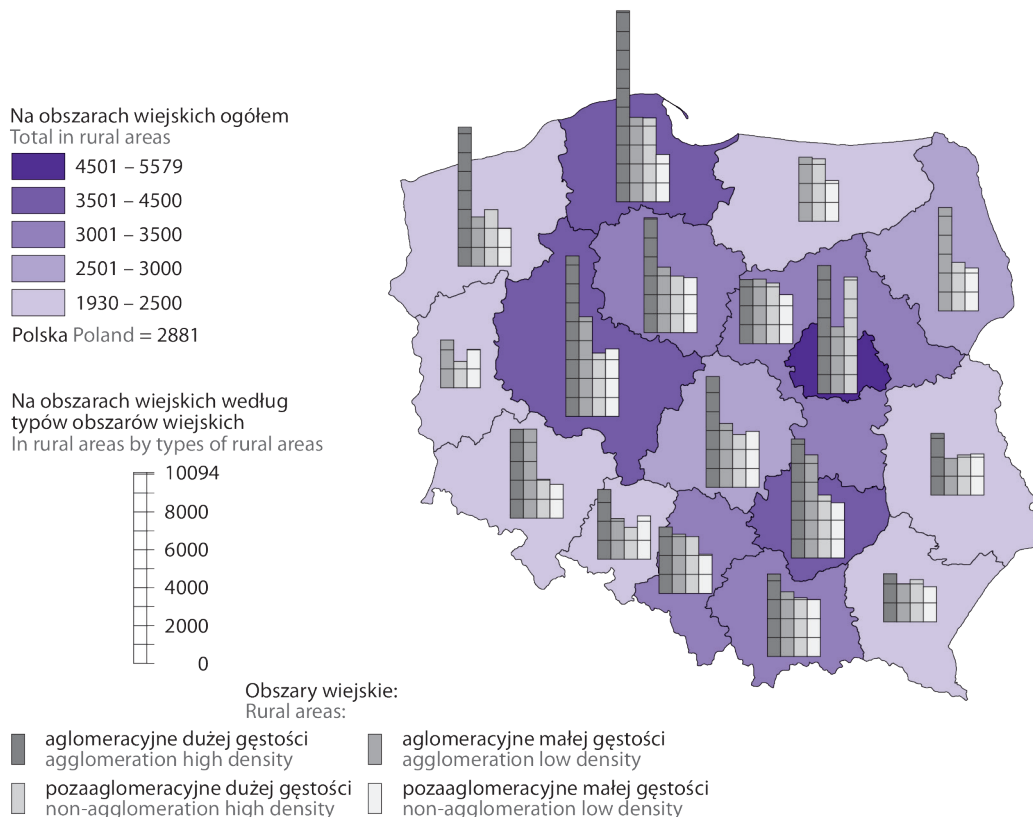 Na obszarach wiejskich ogółem
Total in rural areas
4501 – 5579
3501 – 4500
3001 – 3500
2501 – 3000
1930 – 2500
Polska Poland = 2881
Na obszarach wiejskich według
typów obszarów wiejskich
In rural areas by types of rural areas
10094
8000
6000
4000
2000
0
Obszary wiejskie:
Rural areas:
aglomeracyjne dużej gęstości
agglomeration high density
aglomeracyjne małej gęstości
agglomeration low density
pozaaglomeracyjne dużej gęstości
non-agglomeration high density
pozaaglomeracyjne małej gęstości
non-agglomeration low density